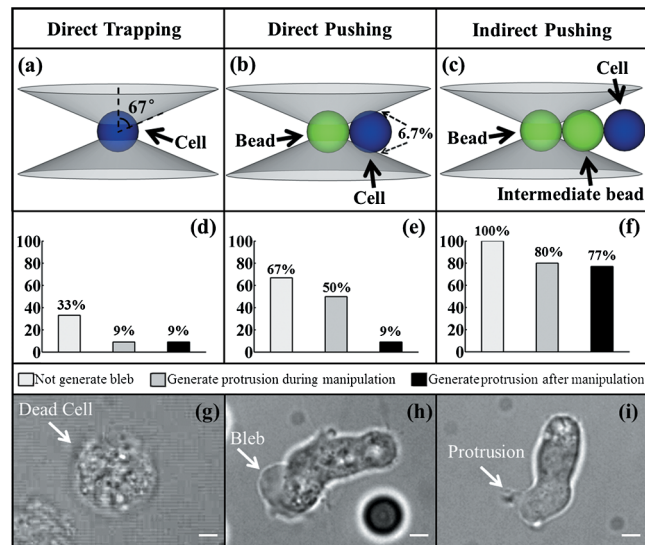 Direct Trapping
Direct Pushing
Indirect Pushing
(a)
67°
Cell
(b)
Bead
6.7%
Cell
(c)
Cell
Bead
Intermediate bead
(d)
100
80
60
40
20
0
33%
9%
9%
(e)
100
80
60
40
20
0
67%
50%
9%
(f)
100
80
60
40
20
0
100%
80%
77%
Not generate bleb
Generate protrusion during manipulation
Generate protrusion after manipulation
(g)
Dead Cell
(h)
Bleb
(i)
Protrusion